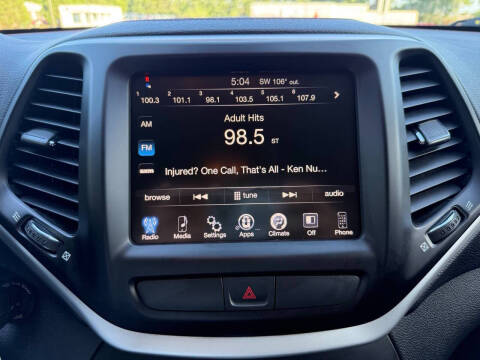 5:04 SW 106° out.
1 2 3 4 5 6
100.3 101.1 98.1 103.5 105.1 107.9
AM
Adult Hits
FM
98.5 ST
Injured? One Call, That's All - Ken Nu...
browse tune audio
Radio Media Settings Apps Climate Off Phone